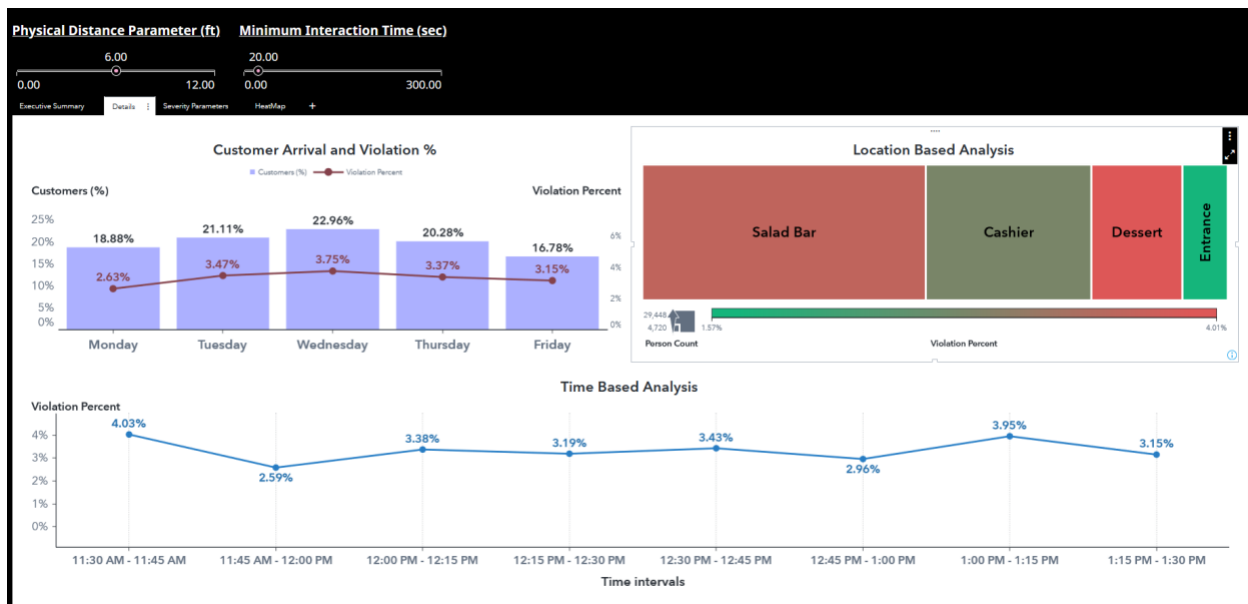 Physical Distance Parameter (ft) Minimum Interaction Time (sec)
6.00 20.00
0.00 12.00 0.00 300.00
Executive Summary Details Severity Parameters HeatMap +
Customer Arrival and Violation %
Customers (%) Violation Percent
Customers (%) Violation Percent
25%
20%
15%
10%
5%
0%
18.88% 21.11% 22.96% 20.28% 16.78%
2.63% 3.47% 3.75% 3.37% 3.15%
6%
4%
2%
0%
Monday Tuesday Wednesday Thursday Friday
Location Based Analysis
Salad Bar Cashier Dessert Entrance
29,448
4,720 1.57% 4.01%
Person Count Violation Percent
Time Based Analysis
Violation Percent
4%
3%
2%
1%
0%
4.03% 2.59% 3.38% 3.19% 3.43% 2.96% 3.95% 3.15%
11:30 AM - 11:45 AM 11:45 AM - 12:00 PM 12:00 PM - 12:15 PM 12:15 PM - 12:30 PM 12:30 PM - 12:45 PM 12:45 PM - 1:00 PM 1:00 PM - 1:15 PM 1:15 PM - 1:30 PM
Time intervals